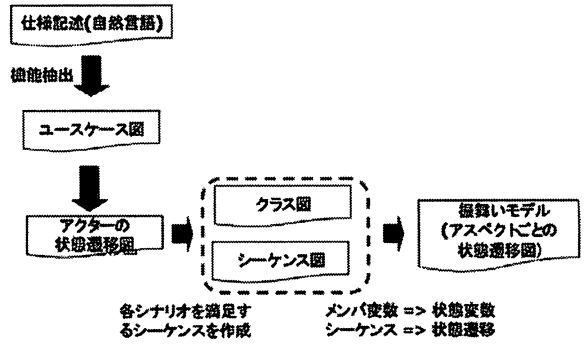 仕様記述(自然言語)
機能抽出
ユースケース図
アクターの
状態遷移図
クラス図
シーケンス図
振舞いモデル
(アスペクトごとの
状態遷移図)
各シナリオを満足す
るシーケンスを作成
メンバ変数 => 状態変数
シーケンス => 状態遷移